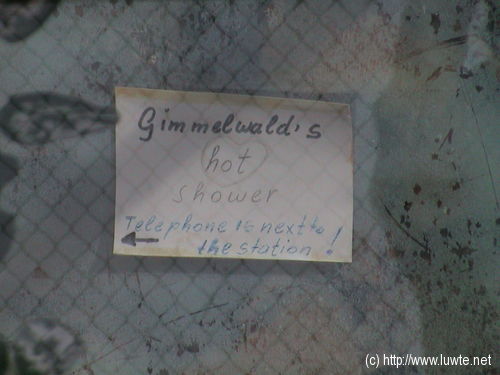 Gimmelwald's
hot
shower
Telephone is next to
the station !
(c) http://www.luwte.net